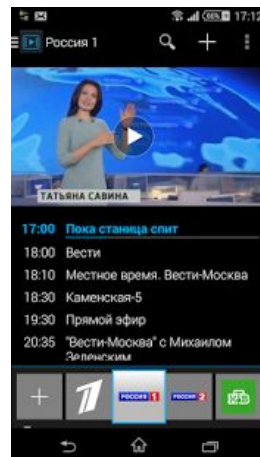 66% 17:12
Россия 1
ТАТЬЯНА САВИНА
17:00 Пока станица спит
18:00 Вести
18:10 Местное время. Вести-Москва
18:30 Каменская-5
19:30 Прямой эфир
20:35 "Вести-Москва" с Михаилом
Зеленским
РОССИЯ 1 РОССИЯ 2